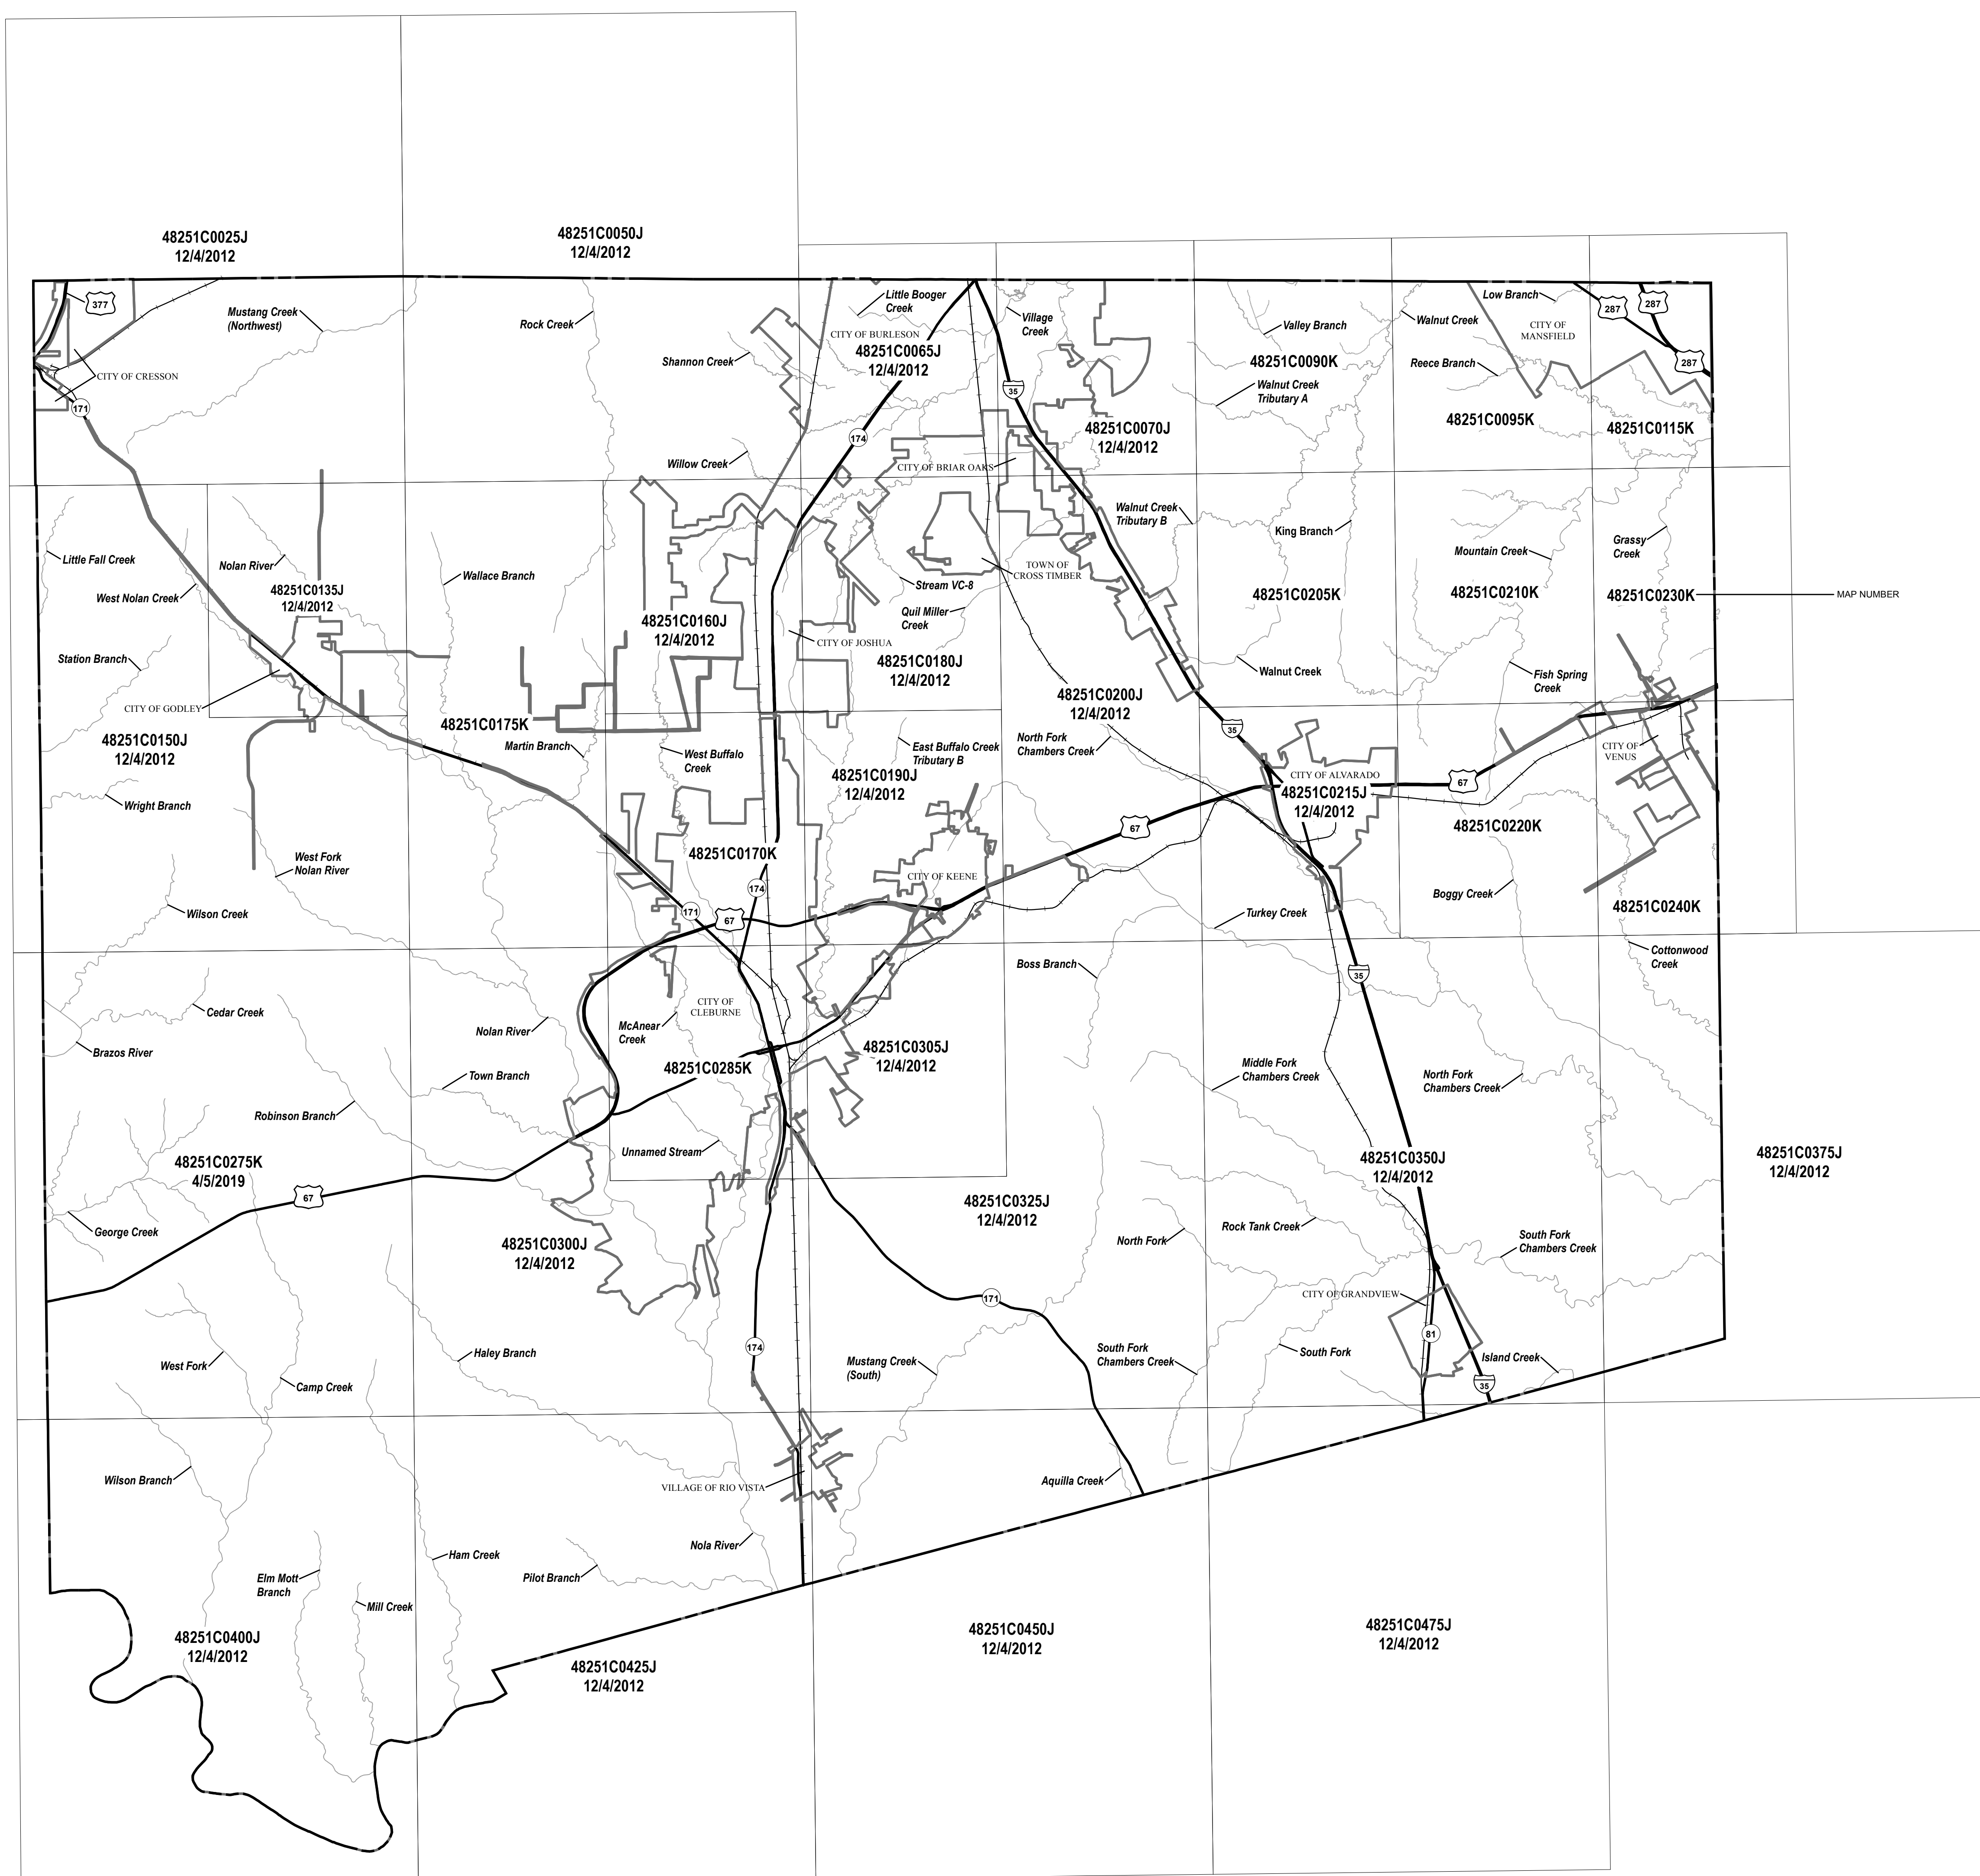 48251C0025J
12/4/2012
48251C0050J
12/4/2012
377
Mustang Creek
(Northwest)
Rock Creek
Little Booger
Creek
CITY OF BURLESON
48251C0065J
12/4/2012
Shannon Creek
Village
Creek
35
Valley Branch
48251C0090K
Walnut Creek
Tributary A
Walnut Creek
Low Branch
CITY OF
MANSFIELD
287
287
287
Reece Branch
48251C0095K
48251C0115K
CITY OF CRESSON
171
174
Willow Creek
CITY OF BRIAR OAKS
48251C0070J
12/4/2012
Little Fall Creek
Nolan River
West Nolan Creek
48251C0135J
12/4/2012
Wallace Branch
48251C0160J
12/4/2012
Stream VC-8
Quil Miller
Creek
TOWN OF
CROSS TIMBER
Walnut Creek
Tributary B
King Branch
Mountain Creek
Grassy
Creek
48251C0205K
48251C0210K
48251C0230K
MAP NUMBER
Station Branch
CITY OF GODLEY
CITY OF JOSHUA
48251C0180J
12/4/2012
Walnut Creek
Fish Spring
Creek
48251C0200J
12/4/2012
48251C0150J
12/4/2012
48251C0175K
Martin Branch
West Buffalo
Creek
East Buffalo Creek
Tributary B
48251C0190J
12/4/2012
North Fork
Chambers Creek
35
CITY OF ALVARADO
48251C0215J
12/4/2012
67
CITY OF
VENUS
Wright Branch
67
48251C0220K
West Fork
Nolan River
48251C0170K
174
CITY OF KEENE
Boggy Creek
48251C0240K
Wilson Creek
171
67
Turkey Creek
Cottonwood
Creek
Boss Branch
35
Cedar Creek
Brazos River
Nolan River
CITY OF
CLEBURNE
McAnear
Creek
48251C0285K
48251C0305J
12/4/2012
Town Branch
Robinson Branch
Middle Fork
Chambers Creek
North Fork
Chambers Creek
Unnamed Stream
48251C0275K
4/5/2019
67
48251C0350J
12/4/2012
48251C0375J
12/4/2012
George Creek
48251C0300J
12/4/2012
48251C0325J
12/4/2012
North Fork
Rock Tank Creek
South Fork
Chambers Creek
171
CITY OF GRANDVIEW
81
174
West Fork
Haley Branch
Camp Creek
Mustang Creek
(South)
South Fork
Chambers Creek
South Fork
Island Creek
35
Wilson Branch
VILLAGE OF RIO VISTA
Aquilla Creek
Nola River
Ham Creek
Pilot Branch
Elm Mott
Branch
Mill Creek
48251C0400J
12/4/2012
48251C0425J
12/4/2012
48251C0450J
12/4/2012
48251C0475J
12/4/2012